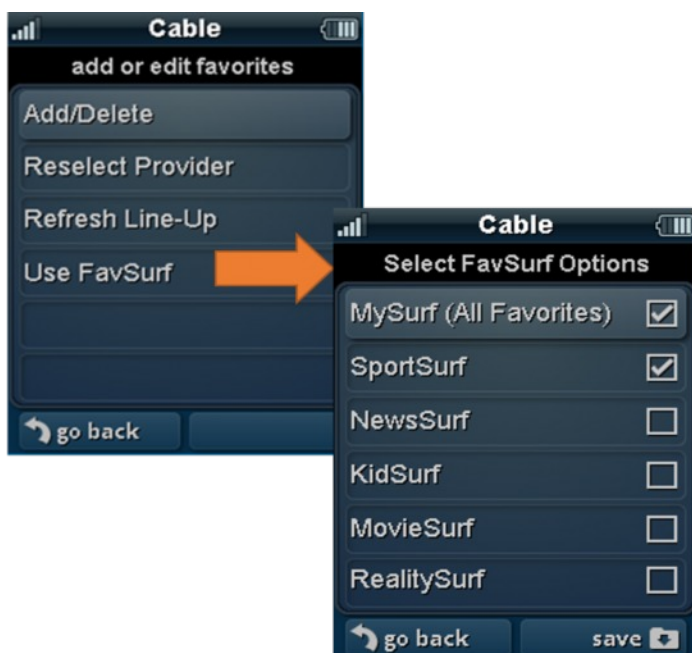 Cable
add or edit favorites
Add/Delete
Reselect Provider
Refresh Line-Up
Use FavSurf
go back
Cable
Select FavSurf Options
MySurf (All Favorites)
SportSurf
NewsSurf
KidSurf
MovieSurf
RealitySurf
go back save